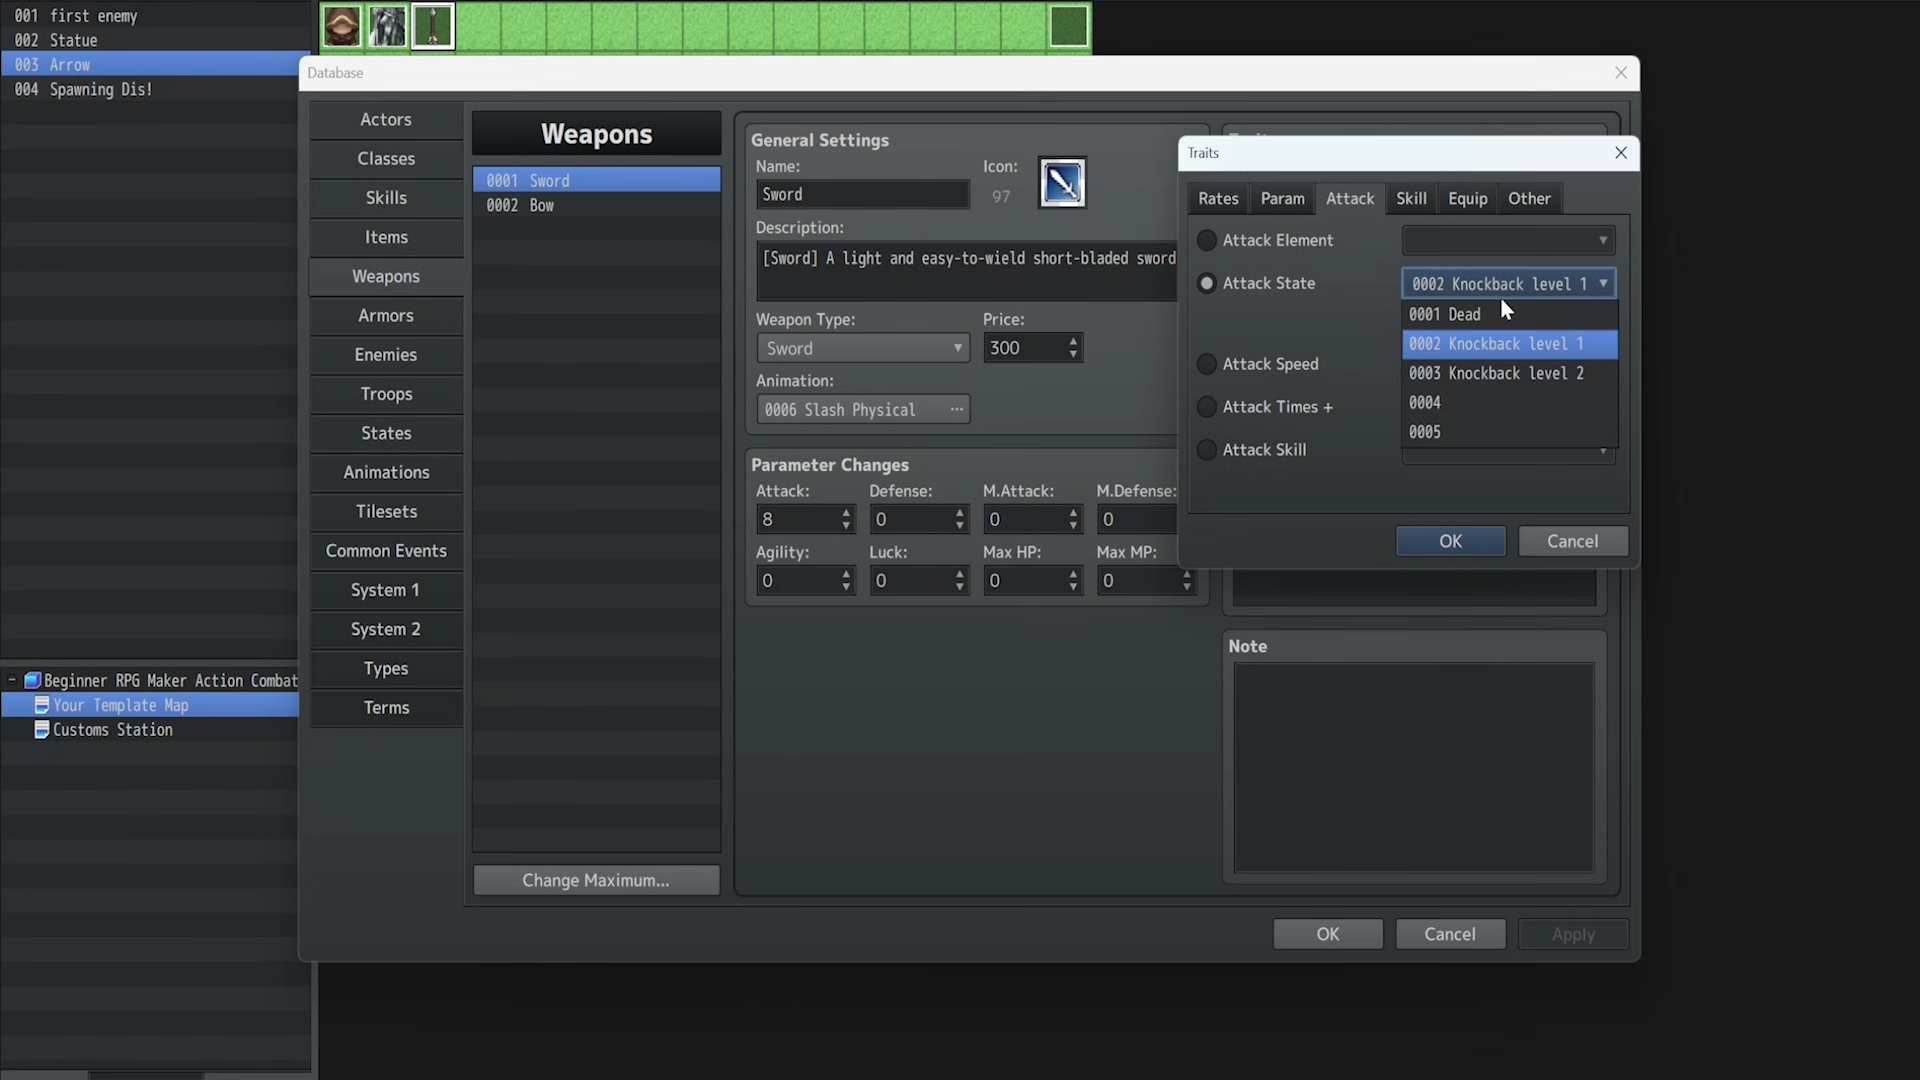 001 first enemy
002 Statue
003 Arrow
004 Spawning Dis!
Database
Actors
Classes
Skills
Items
Weapons
Armors
Enemies
Troops
States
Animations
Tilesets
Common Events
System 1
System 2
Types
Terms
Weapons
0001 Sword
0002 Bow
Change Maximum...
General Settings
Name:
Sword
Icon:
97
Description:
[Sword] A light and easy-to-wield short-bladed sword
Weapon Type:
Sword
Price:
300
Animation:
0006 Slash Physical ...
Parameter Changes
Attack: Defense: M.Attack: M.Defense:
8 0 0 0
Agility: Luck: Max HP: Max MP:
0 0 0 0
Traits
Rates Param Attack Skill Equip Other
Attack Element
Attack State
0002 Knockback level 1
0001 Dead
0002 Knockback level 1
0003 Knockback level 2
0004
0005
Attack Speed
Attack Times +
Attack Skill
OK Cancel
Note
OK Cancel Apply
Beginner RPG Maker Action Combat
Your Template Map
Customs Station